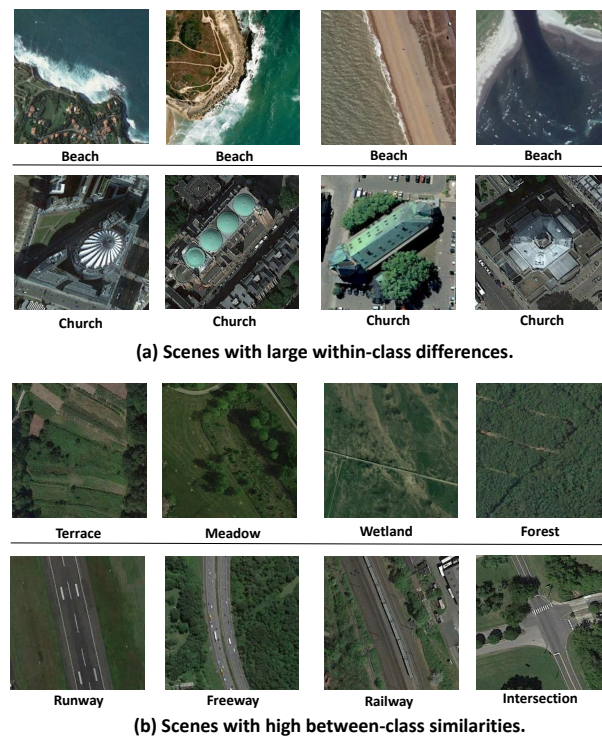 Beach Beach Beach Beach
Church Church Church Church
(a) Scenes with large within-class differences.
Terrace Meadow Wetland Forest
Runway Freeway Railway Intersection
(b) Scenes with high between-class similarities.